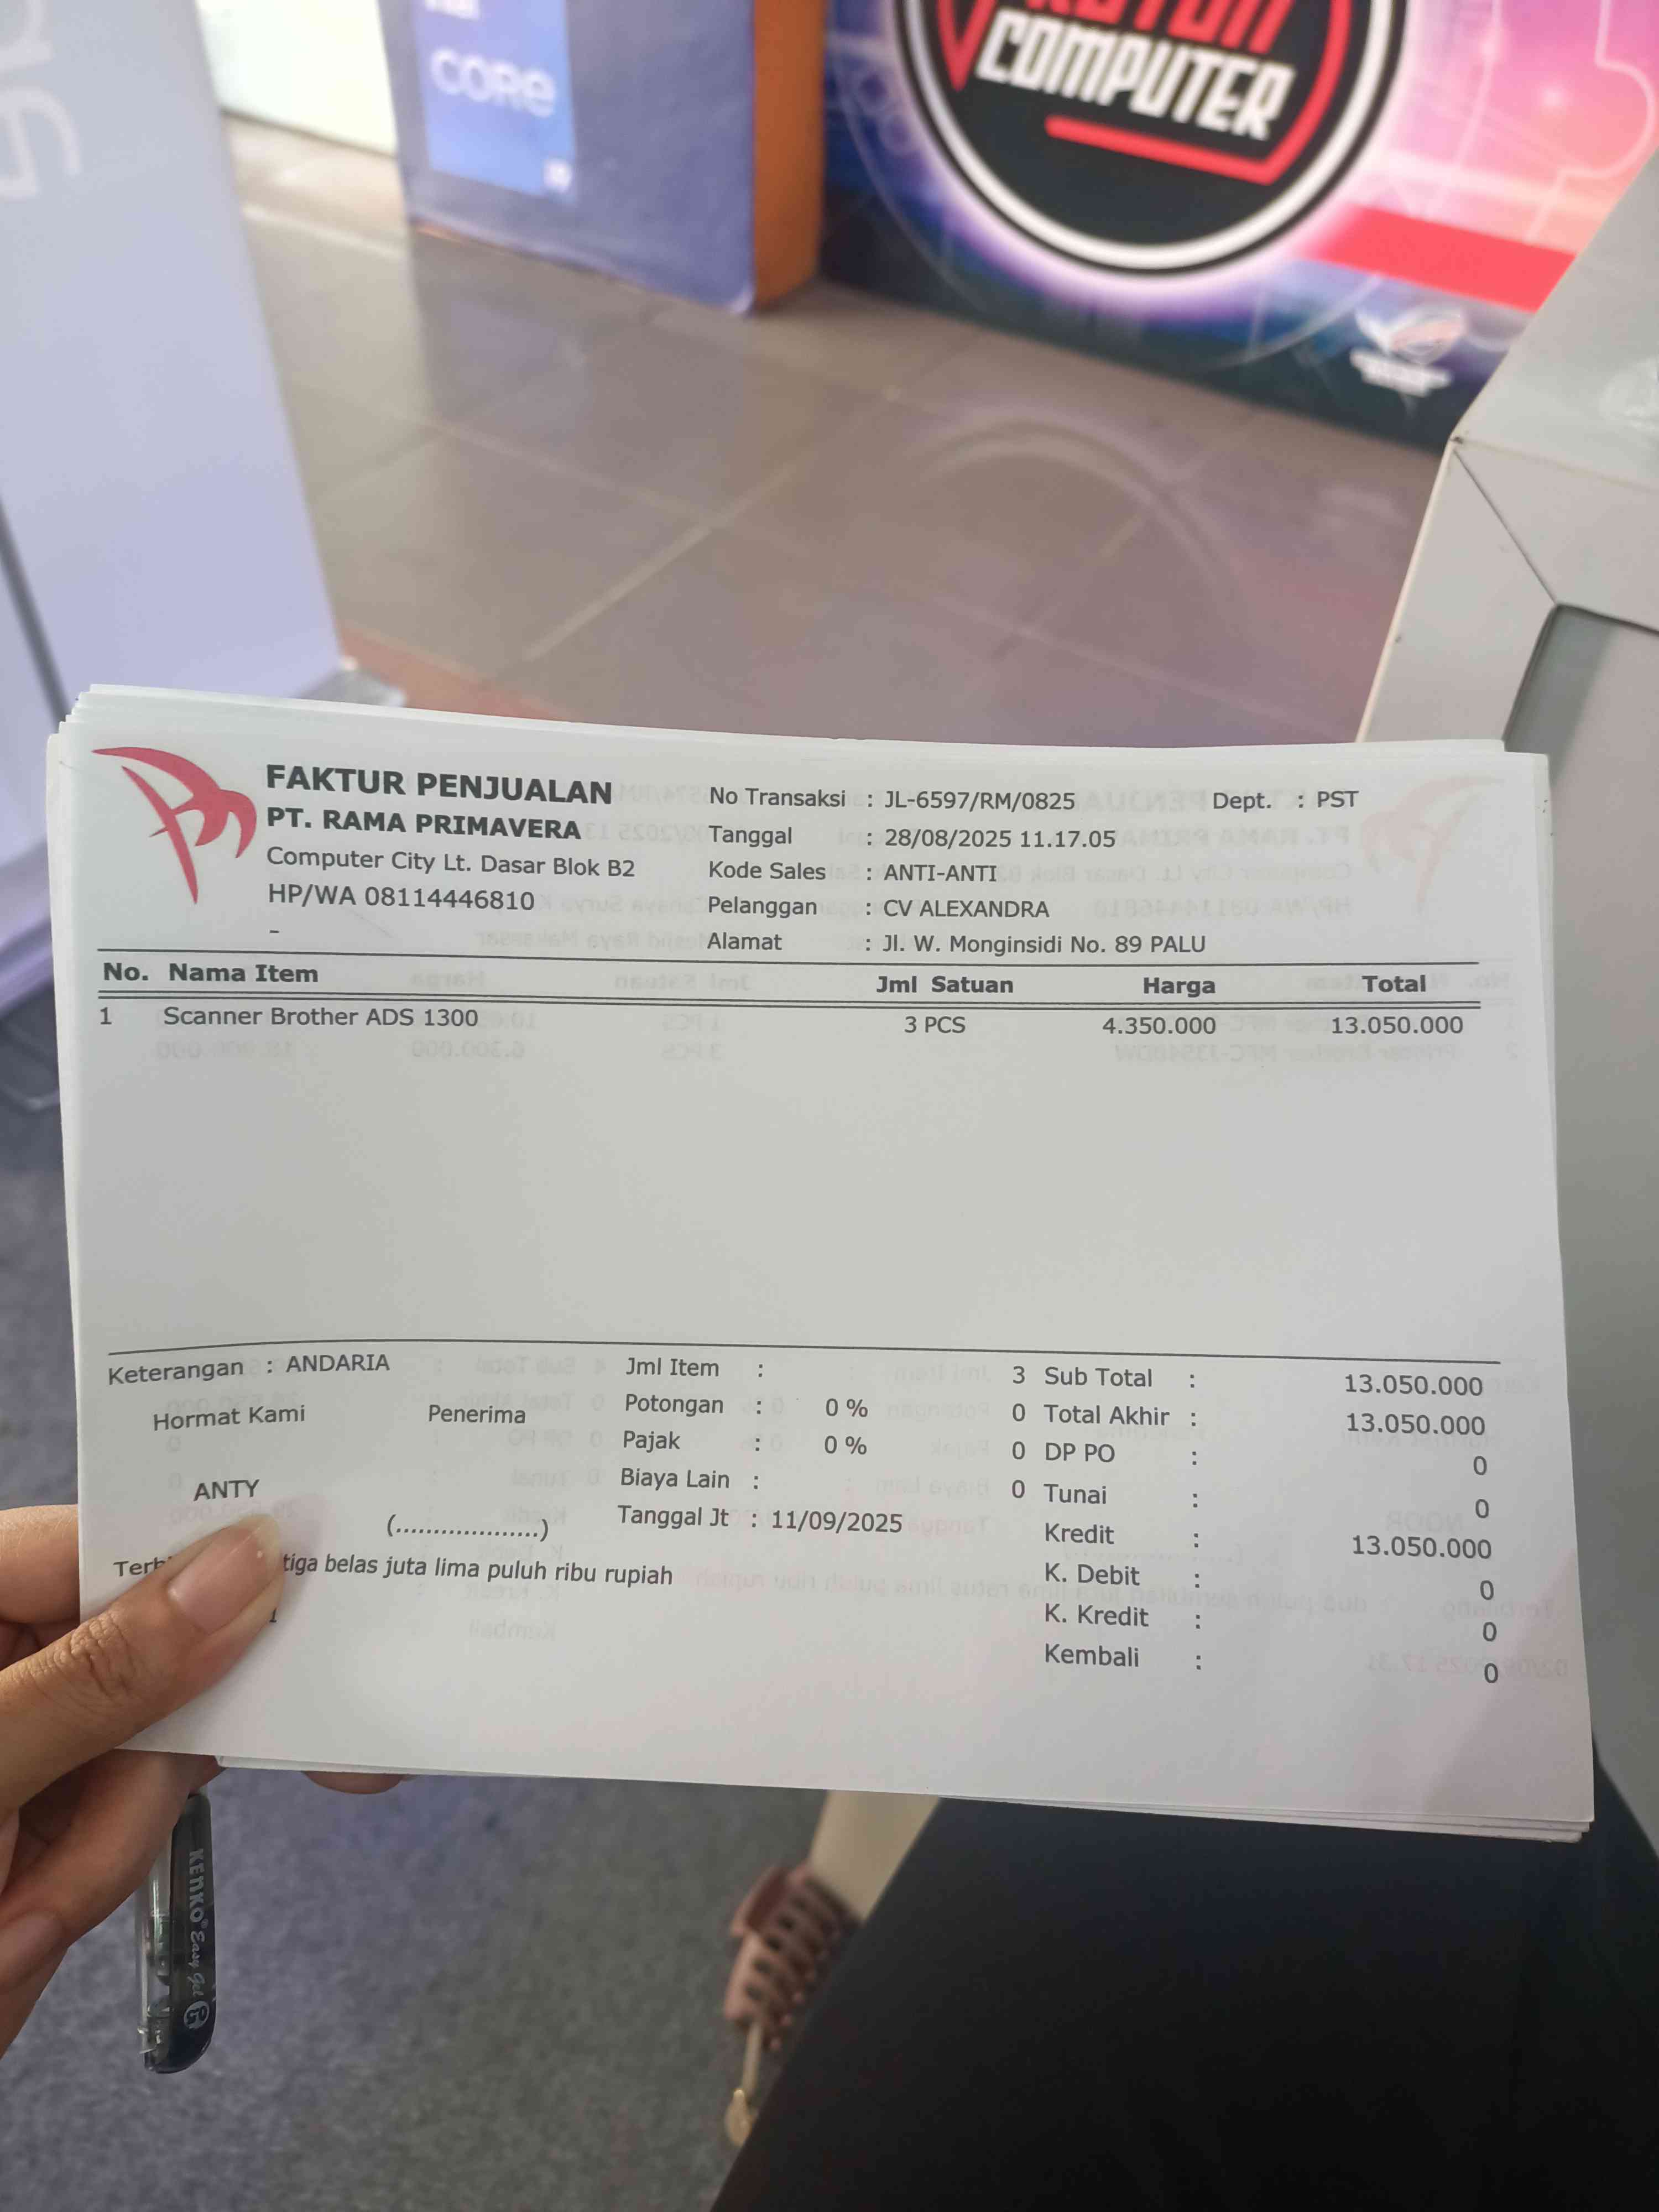 CORe
COMPUTER
FAKTUR PENJUALAN
PT. RAMA PRIMAVERA
Computer City Lt. Dasar Blok B2
HP/WA 08114446810
-
No Transaksi : JL-6597/RM/0825 Dept. : PST
Tanggal : 28/08/2025 11.17.05
Kode Sales : ANTI-ANTI
Pelanggan : CV ALEXANDRA
Alamat : Jl. W. Monginsidi No. 89 PALU
No. Nama Item Jml Satuan Harga Total
1 Scanner Brother ADS 1300 3 PCS 4.350.000 13.050.000
Keterangan : ANDARIA
Hormat Kami Penerima
ANTY
(...................)
tiga belas juta lima puluh ribu rupiah
Jml Item : 3
Potongan : 0 % 0
Pajak : 0 % 0
Biaya Lain : 0
Tanggal Jt : 11/09/2025
Sub Total : 13.050.000
Total Akhir : 13.050.000
DP PO : 0
Tunai : 0
Kredit : 13.050.000
K. Debit : 0
K. Kredit : 0
Kembali : 0
KENKO Easy Gel